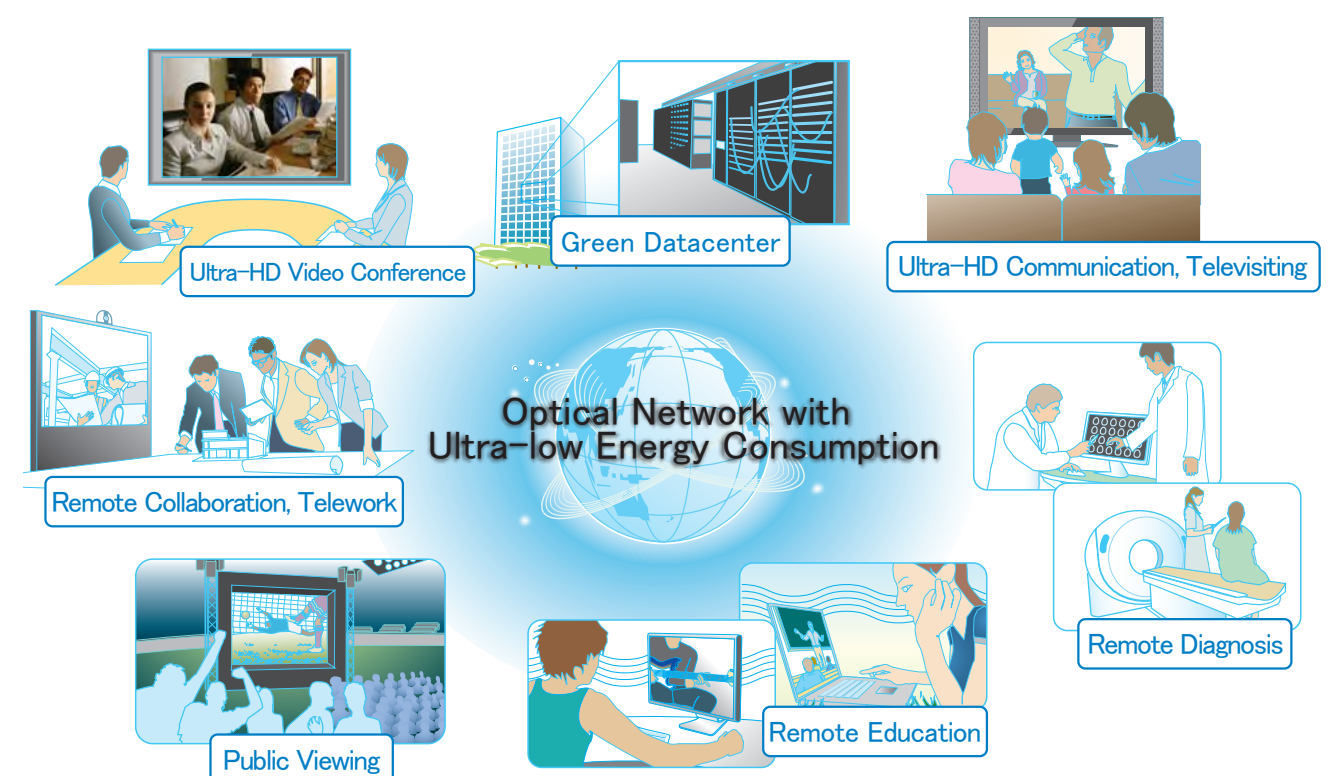 Ultra-HD Video Conference
Green Datacenter
Ultra-HD Communication, Televisiting
Optical Network with
Ultra-low Energy Consumption
Remote Collaboration, Telework
Remote Diagnosis
Remote Education
Public Viewing